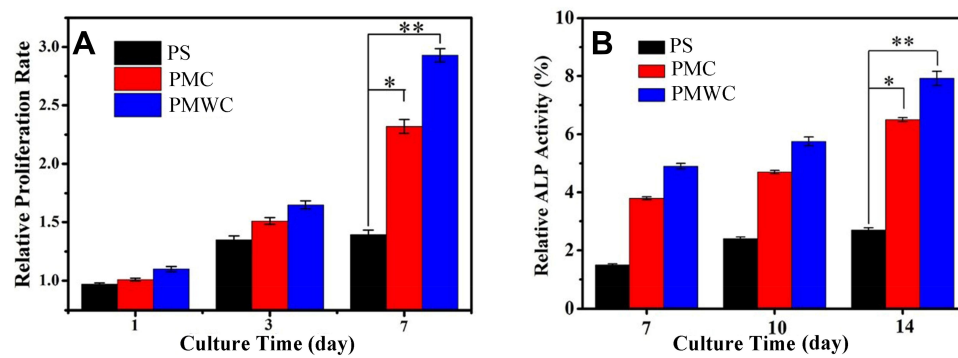 A
PS
PMC
PMWC
**
*
3.0
2.5
2.0
1.5
1.0
Relative Proliferation Rate
1 3 7
Culture Time (day)
B
PS
PMC
PMWC
**
*
10
8
6
4
2
0
Relative ALP Activity (%)
7 10 14
Culture Time (day)